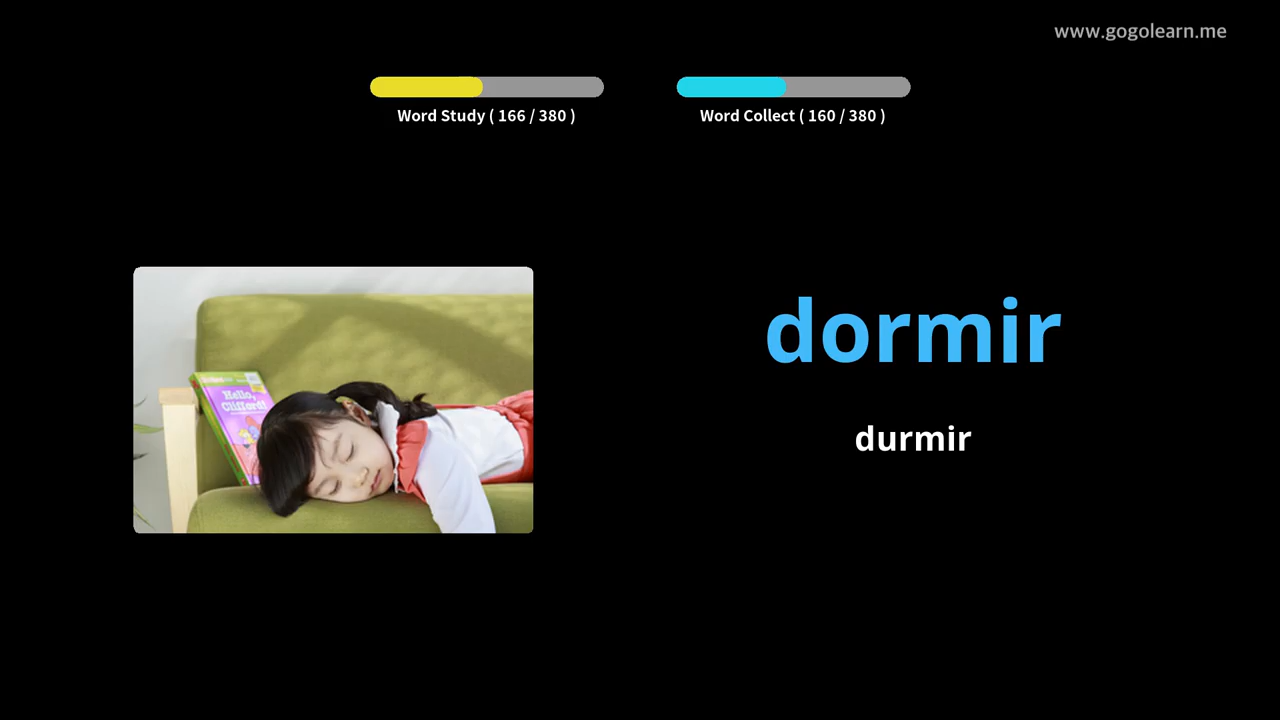 www.gogolearn.me
Word Study ( 166 / 380 )
Word Collect ( 160 / 380 )
dormir
durmir
Hello,
Clifford!